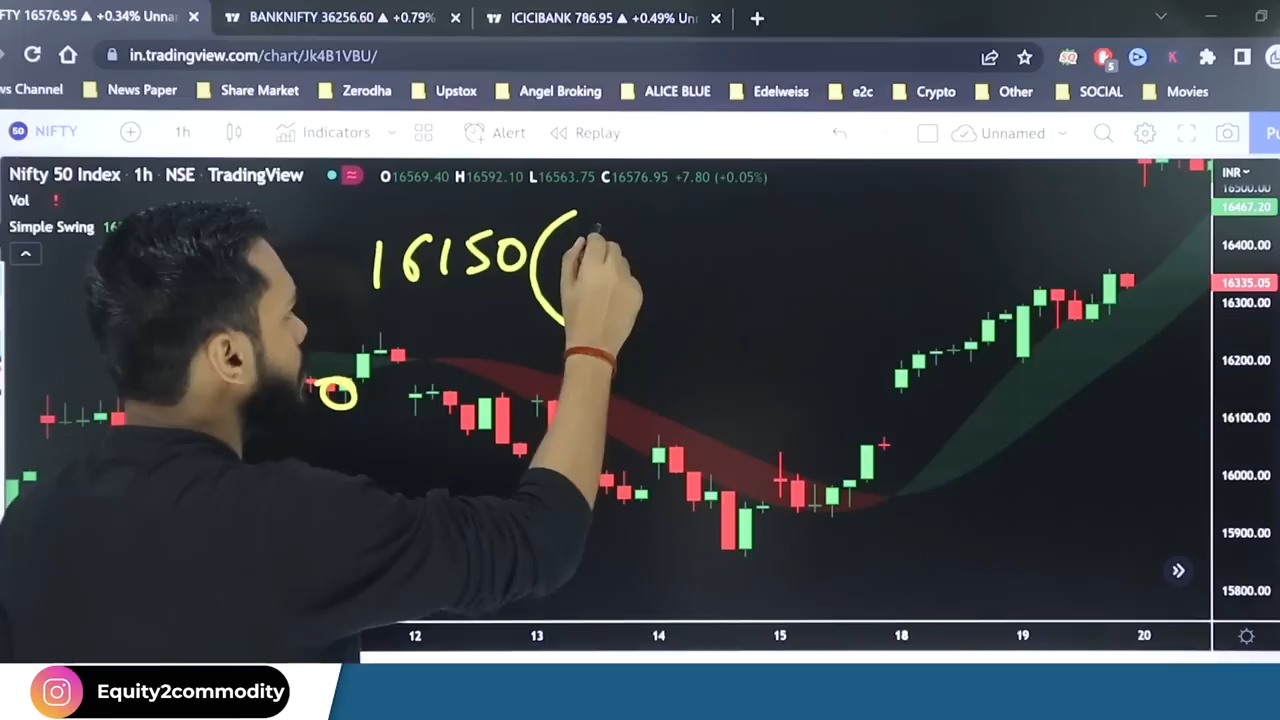 FTY 16576.95 ▲ +0.34% Unna
BANKNIFTY 36256.60 ▲ +0.79%
ICICIBANK 786.95 ▲ +0.49% Un
in.tradingview.com/chart/Jk4B1VBU/
5
ws Channel News Paper Share Market Zerodha Upstox Angel Broking ALICE BLUE Edelweiss e2c Crypto Other SOCIAL Movies
50 NIFTY 1h Indicators Alert Replay Unnamed Pu
Nifty 50 Index · 1h · NSE · TradingView O16569.40 H16592.10 L16563.75 C16576.95 +7.80 (+0.05%) INR
Vol !
Simple Swing 16
16150 (
16500.00
16467.20
16400.00
16335.05
16300.00
16200.00
16100.00
16000.00
15900.00
15800.00
12 13 14 15 18 19 20
Equity2commodity